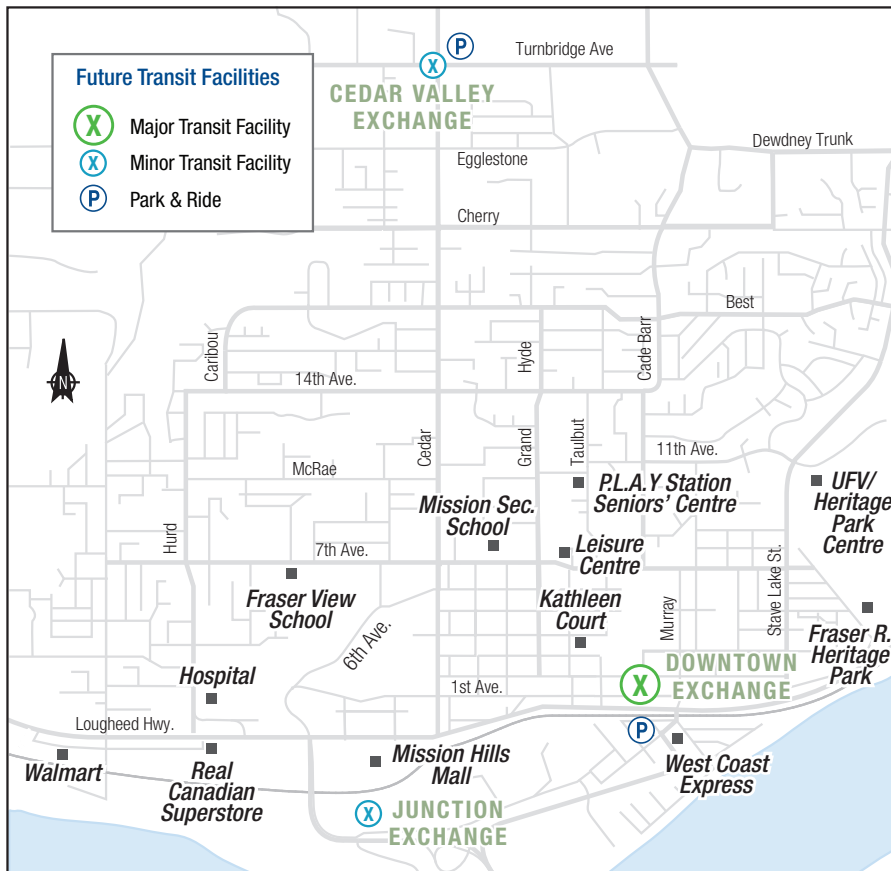 Turnbridge Ave
P
X
Future Transit Facilities
X Major Transit Facility
X Minor Transit Facility
P Park & Ride
CEDAR VALLEY
EXCHANGE
Dewdney Trunk
Egglestone
Cherry
Best
Caribou
Hyde
Cade Barr
N
14th Ave.
Cedar
Grand
Taulbut
11th Ave.
McRae
P.L.A.Y Station
Seniors' Centre
UFV/
Heritage
Park
Centre
Mission Sec.
School
Hurd
7th Ave.
Leisure
Centre
Stave Lake St.
Fraser View
School
Kathleen
Court
Murray
6th Ave.
Fraser R.
Heritage
Park
Hospital
1st Ave.
X
DOWNTOWN
EXCHANGE
Lougheed Hwy.
P
Walmart
Real
Canadian
Superstore
Mission Hills
Mall
West Coast
Express
X
JUNCTION
EXCHANGE